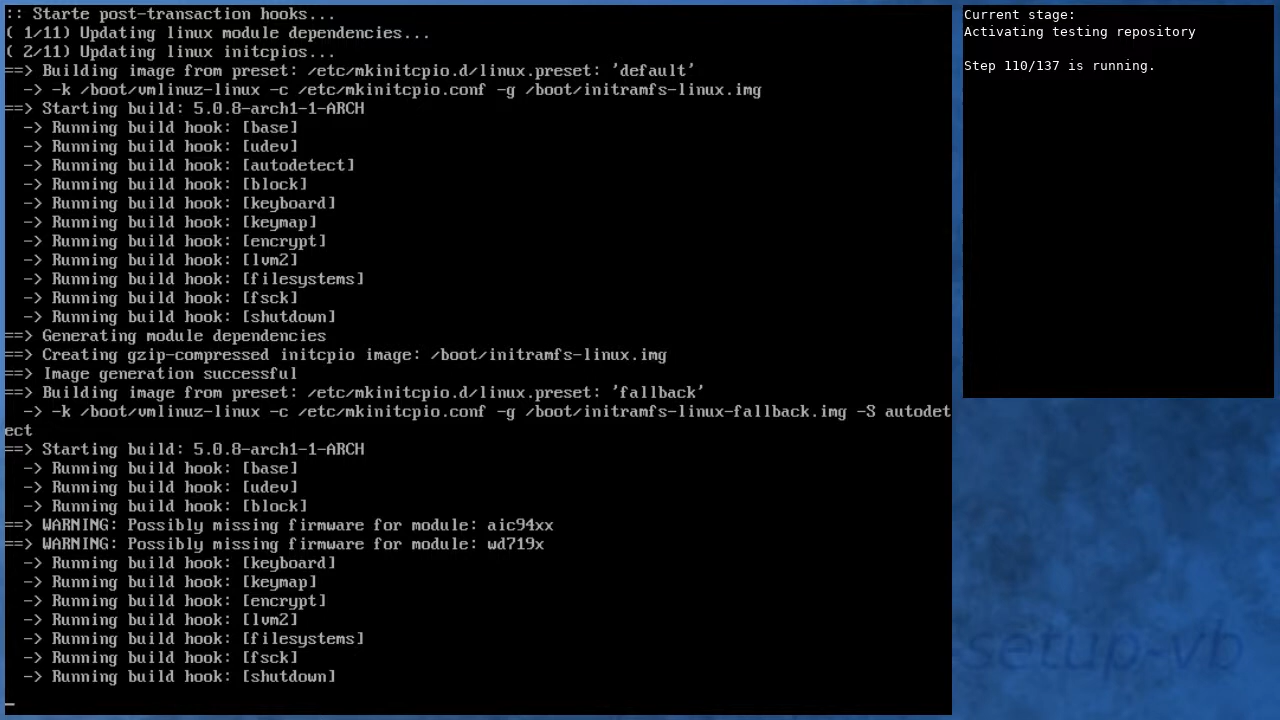 :: Starte post-transaction hooks...
( 1/11) Updating linux module dependencies...
( 2/11) Updating linux initcpios...
==> Building image from preset: /etc/mkinitcpio.d/linux.preset: 'default'
  -> -k /boot/vmlinuz-linux -c /etc/mkinitcpio.conf -g /boot/initramfs-linux.img
==> Starting build: 5.0.8-arch1-1-ARCH
  -> Running build hook: [base]
  -> Running build hook: [udev]
  -> Running build hook: [autodetect]
  -> Running build hook: [block]
  -> Running build hook: [keyboard]
  -> Running build hook: [keymap]
  -> Running build hook: [encrypt]
  -> Running build hook: [lvm2]
  -> Running build hook: [filesystems]
  -> Running build hook: [fsck]
  -> Running build hook: [shutdown]
==> Generating module dependencies
==> Creating gzip-compressed initcpio image: /boot/initramfs-linux.img
==> Image generation successful
==> Building image from preset: /etc/mkinitcpio.d/linux.preset: 'fallback'
  -> -k /boot/vmlinuz-linux -c /etc/mkinitcpio.conf -g /boot/initramfs-linux-fallback.img -S autodet
ect
==> Starting build: 5.0.8-arch1-1-ARCH
  -> Running build hook: [base]
  -> Running build hook: [udev]
  -> Running build hook: [block]
==> WARNING: Possibly missing firmware for module: aic94xx
==> WARNING: Possibly missing firmware for module: wd719x
  -> Running build hook: [keyboard]
  -> Running build hook: [keymap]
  -> Running build hook: [encrypt]
  -> Running build hook: [lvm2]
  -> Running build hook: [filesystems]
  -> Running build hook: [fsck]
  -> Running build hook: [shutdown]
_
Current stage:
Activating testing repository
Step 110/137 is running.
setup-vb